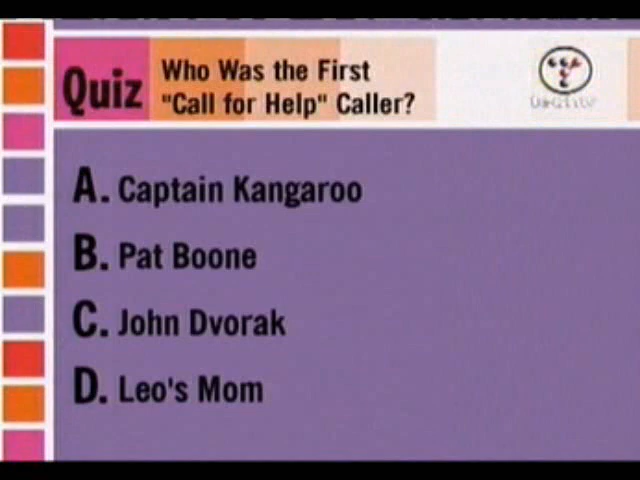 Quiz
Who Was the First
"Call for Help" Caller?
A. Captain Kangaroo
B. Pat Boone
C. John Dvorak
D. Leo's Mom